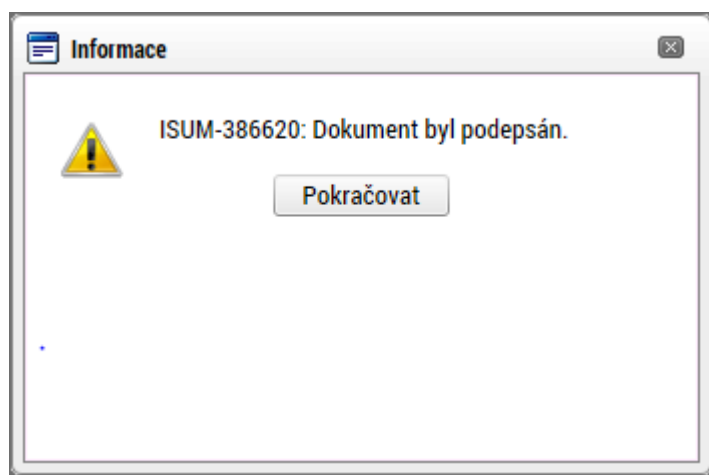 Informace
ISUM-386620: Dokument byl podepsán.
Pokračovat